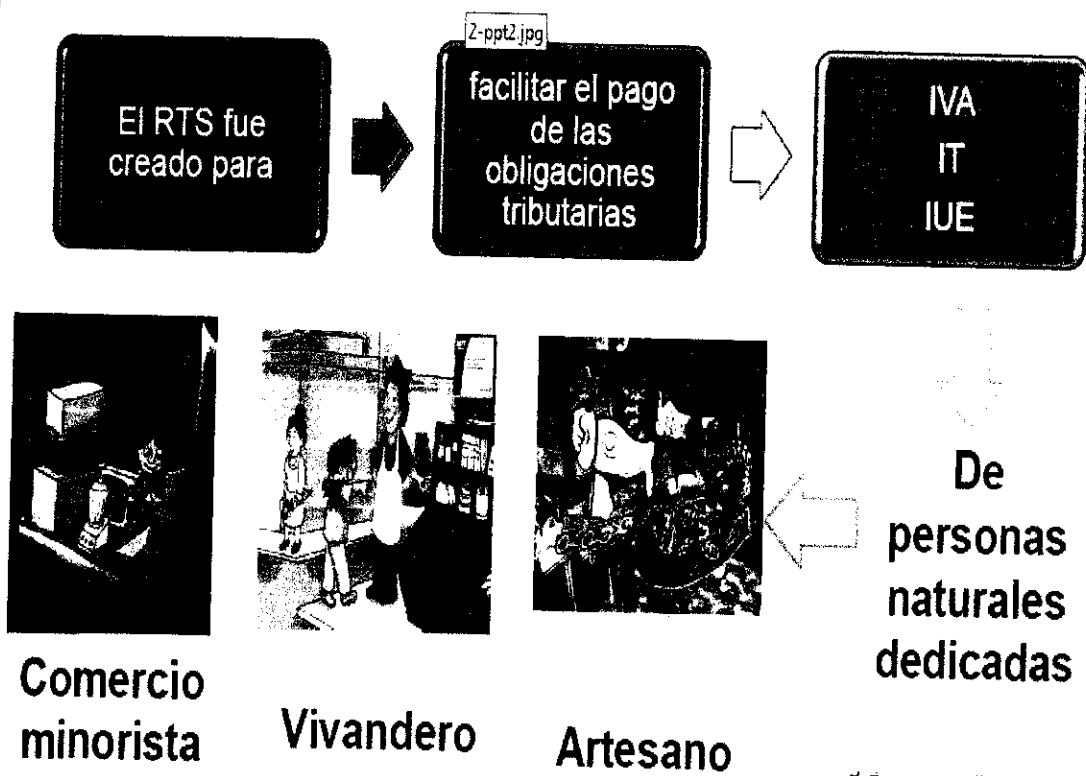 2-ppt2.jpg
El RTS fue
creado para
facilitar el pago
de las
obligaciones
tributarias
IVA
IT
IUE
De
personas
naturales
dedicadas
Comercio
minorista
Vivandero
Artesano